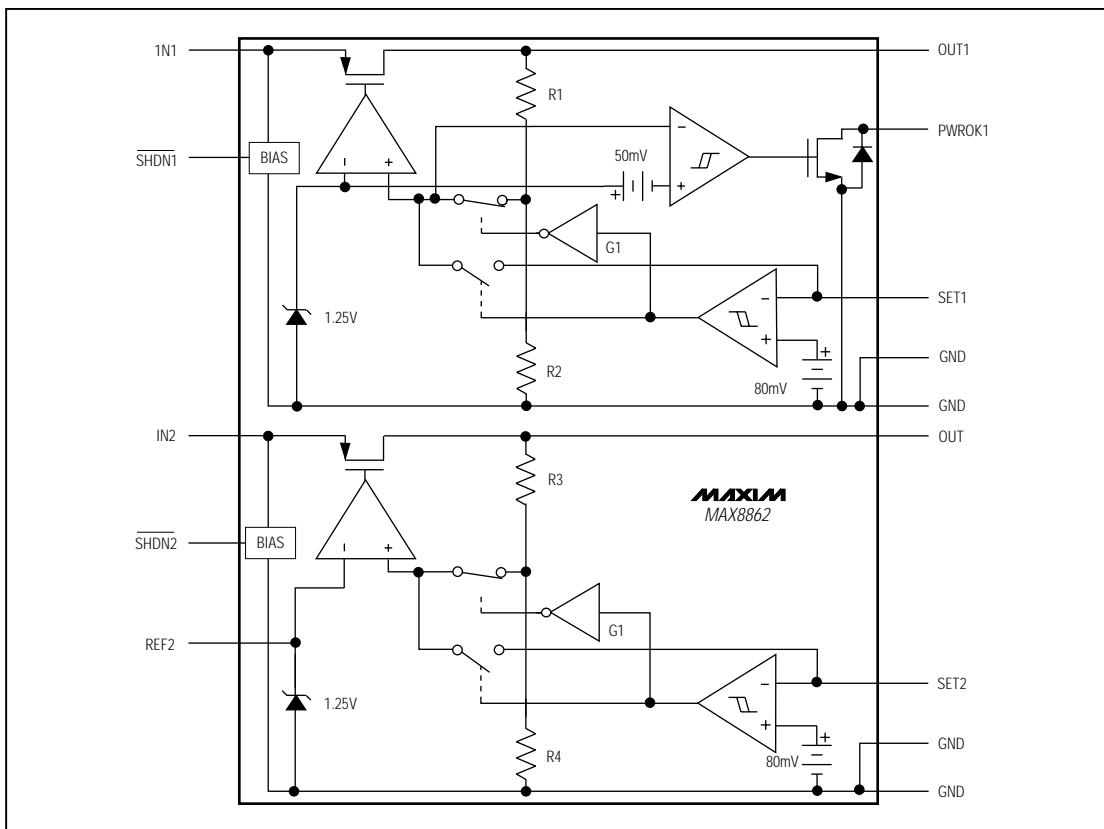 1N1
OUT1
R1
PWROK1
50mV
SHDN1
BIAS
−
+
− +
+
G1
SET1
−
+
+
1.25V
GND
R2
80mV
GND
IN2
OUT
R3
MAXIM
MAX8862
SHDN2
BIAS
− +
G1
REF2
SET2
−
+
+
1.25V
GND
R4
80mV
GND